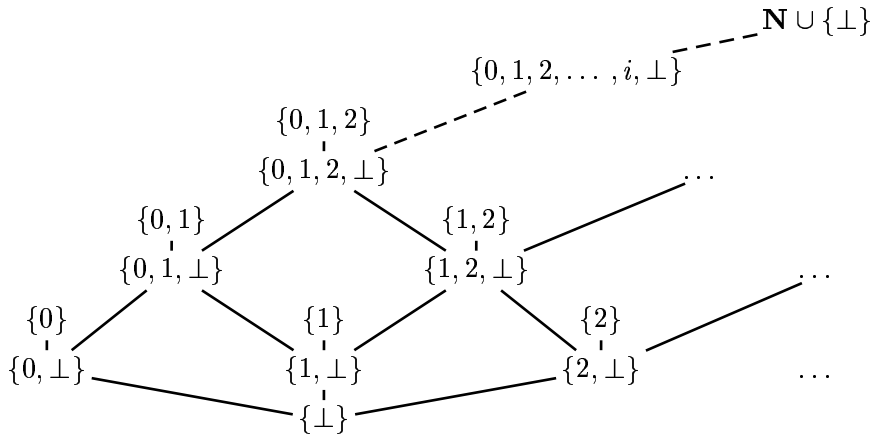 𝐍 ∪ {⊥}
{0, 1, 2, . . . , i, ⊥}
{0, 1, 2}
{0, 1, 2, ⊥} . . .
{0, 1} {1, 2}
{0, 1, ⊥} {1, 2, ⊥} . . .
{0} {1} {2}
{0, ⊥} {1, ⊥} {2, ⊥} . . .
{⊥}